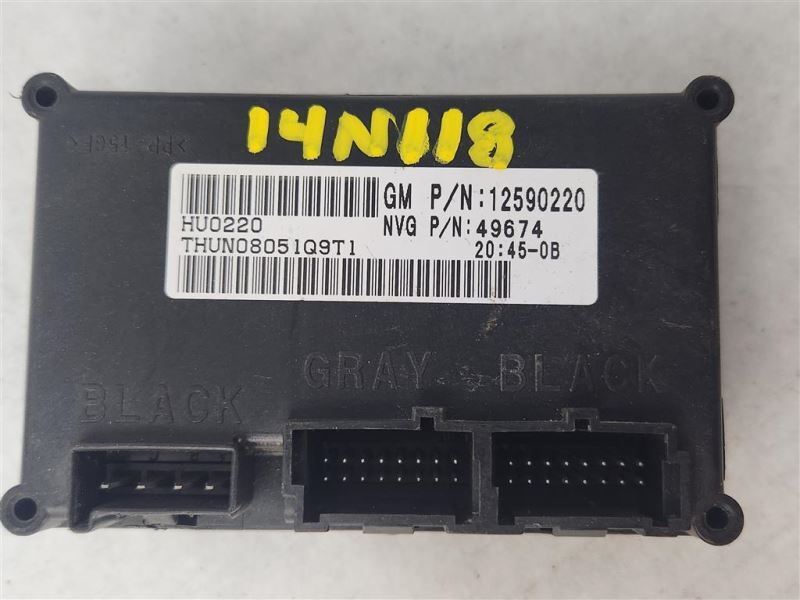 14N118
GM P/N:12590220
HU0220
NVG P/N:49674
THUN08051Q9T1
20:45-0B
GRAY BLACK
BLACK